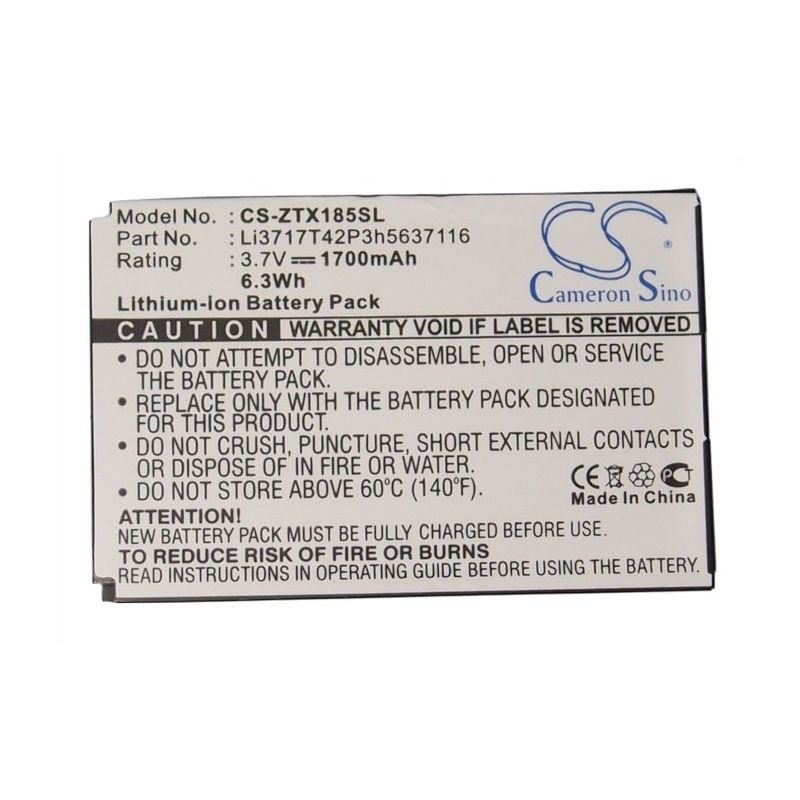 Model No. : CS-ZTX185SL
Part No. : Li3717T42P3h5637116
Rating : 3.7V 1700mAh
6.3Wh
Lithium-ion Battery Pack
CS
Cameron Sino
CAUTION WARRANTY VOID IF LABEL IS REMOVED
• DO NOT ATTEMPT TO DISASSEMBLE, OPEN OR SERVICE
THE BATTERY PACK.
• REPLACE ONLY WITH THE BATTERY PACK DESIGNATED
FOR THIS EQUIPMENT.
• DO NOT CRUSH, PUNCTURE, SHORT EXTERNAL CONTACTS
OR DISPOSE OF IN FIRE OR WATER.
• DO NOT STORE ABOVE 60°C (140°F).
CE
Made In China
ATTENTION:
NEW BATTERY PACK MUST BE FULLY CHARGED BEFORE USE.
TO REDUCE RISK OF FIRE OR BURNS
READ INSTRUCTIONS IN OPERATING GUIDE BEFORE USING THE BATTERY.